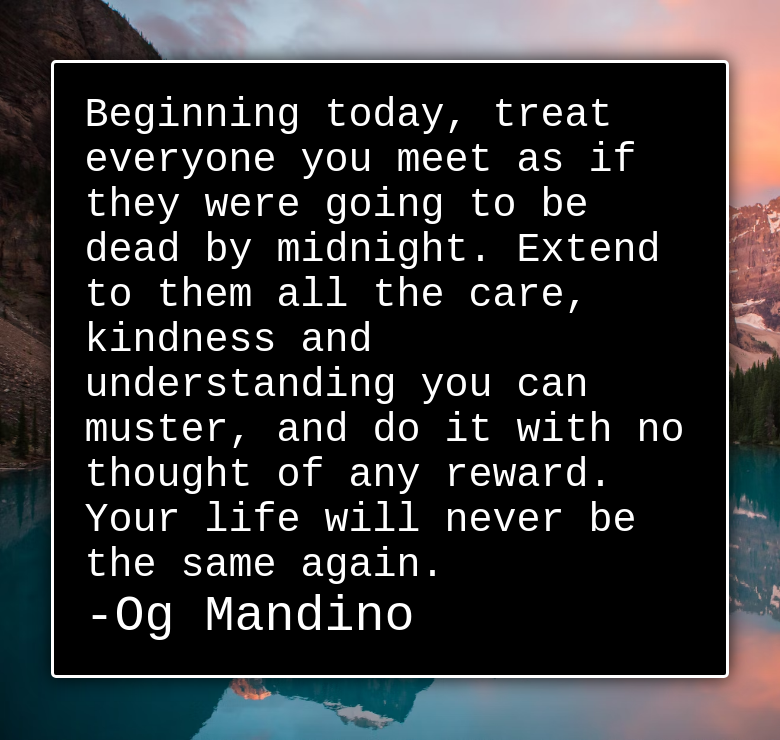 Beginning today, treat
everyone you meet as if
they were going to be
dead by midnight. Extend
to them all the care,
kindness and
understanding you can
muster, and do it with no
thought of any reward.
Your life will never be
the same again.
-Og Mandino